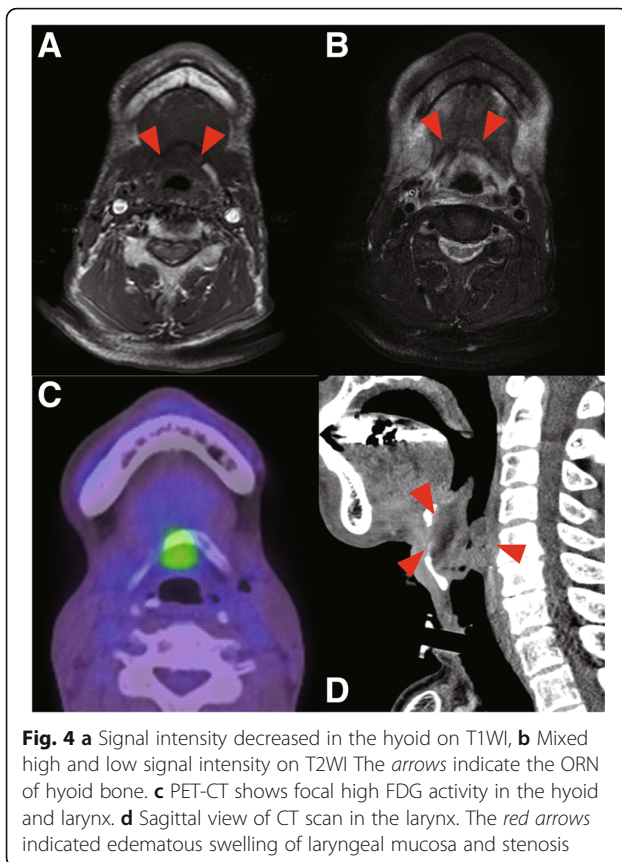 A
B
C
D
Fig. 4 a Signal intensity decreased in the hyoid on T1WI, b Mixed
high and low signal intensity on T2WI The arrows indicate the ORN
of hyoid bone. c PET-CT shows focal high FDG activity in the hyoid
and larynx. d Sagittal view of CT scan in the larynx. The red arrows
indicated edematous swelling of laryngeal mucosa and stenosis